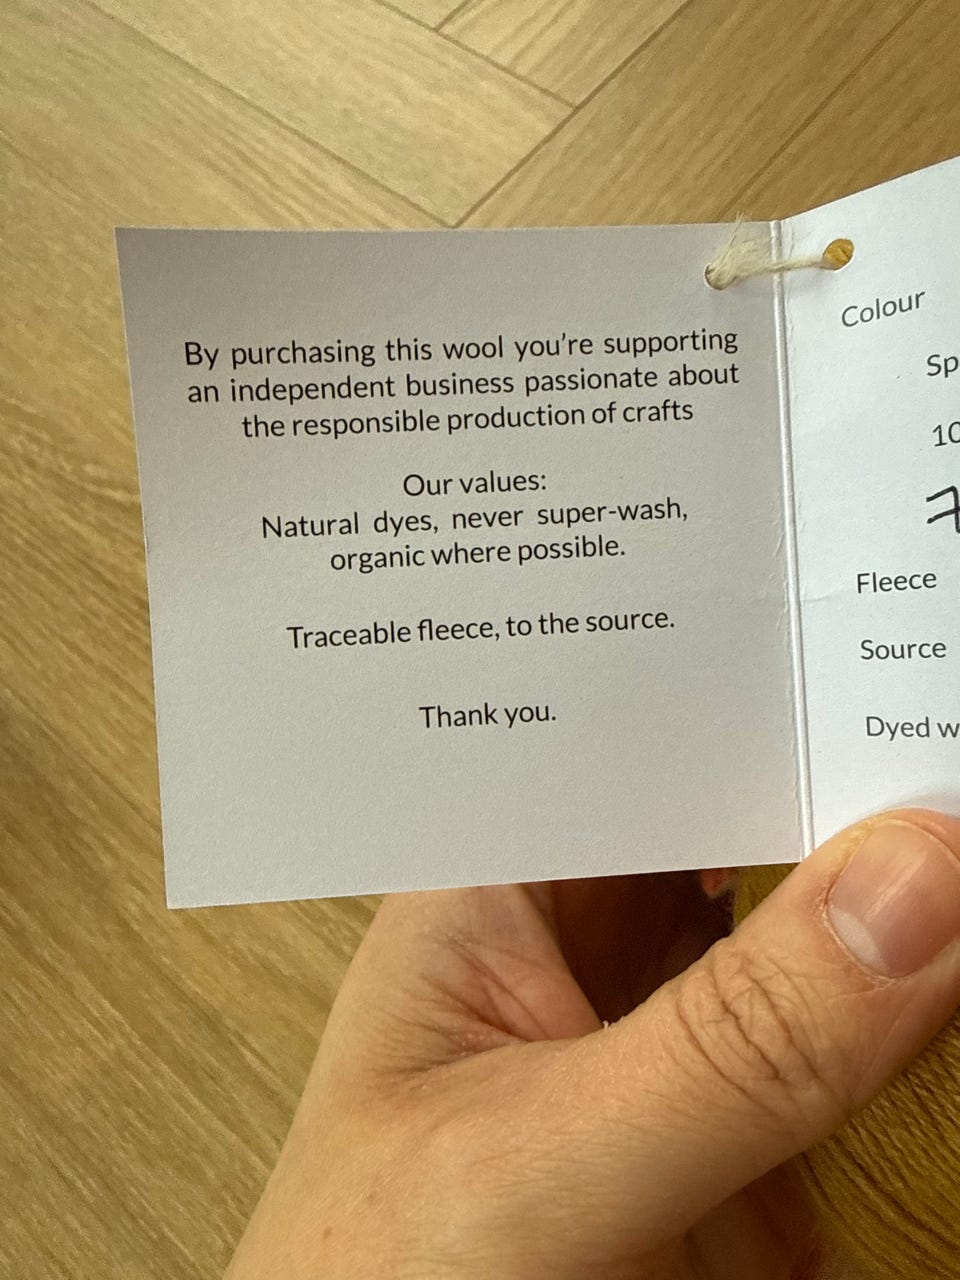 By purchasing this wool you're supporting
an independent business passionate about
the responsible production of crafts
Our values:
Natural dyes, never super-wash,
organic where possible.
Traceable fleece, to the source.
Thank you.
Colour
Fleece
Source
Dyed